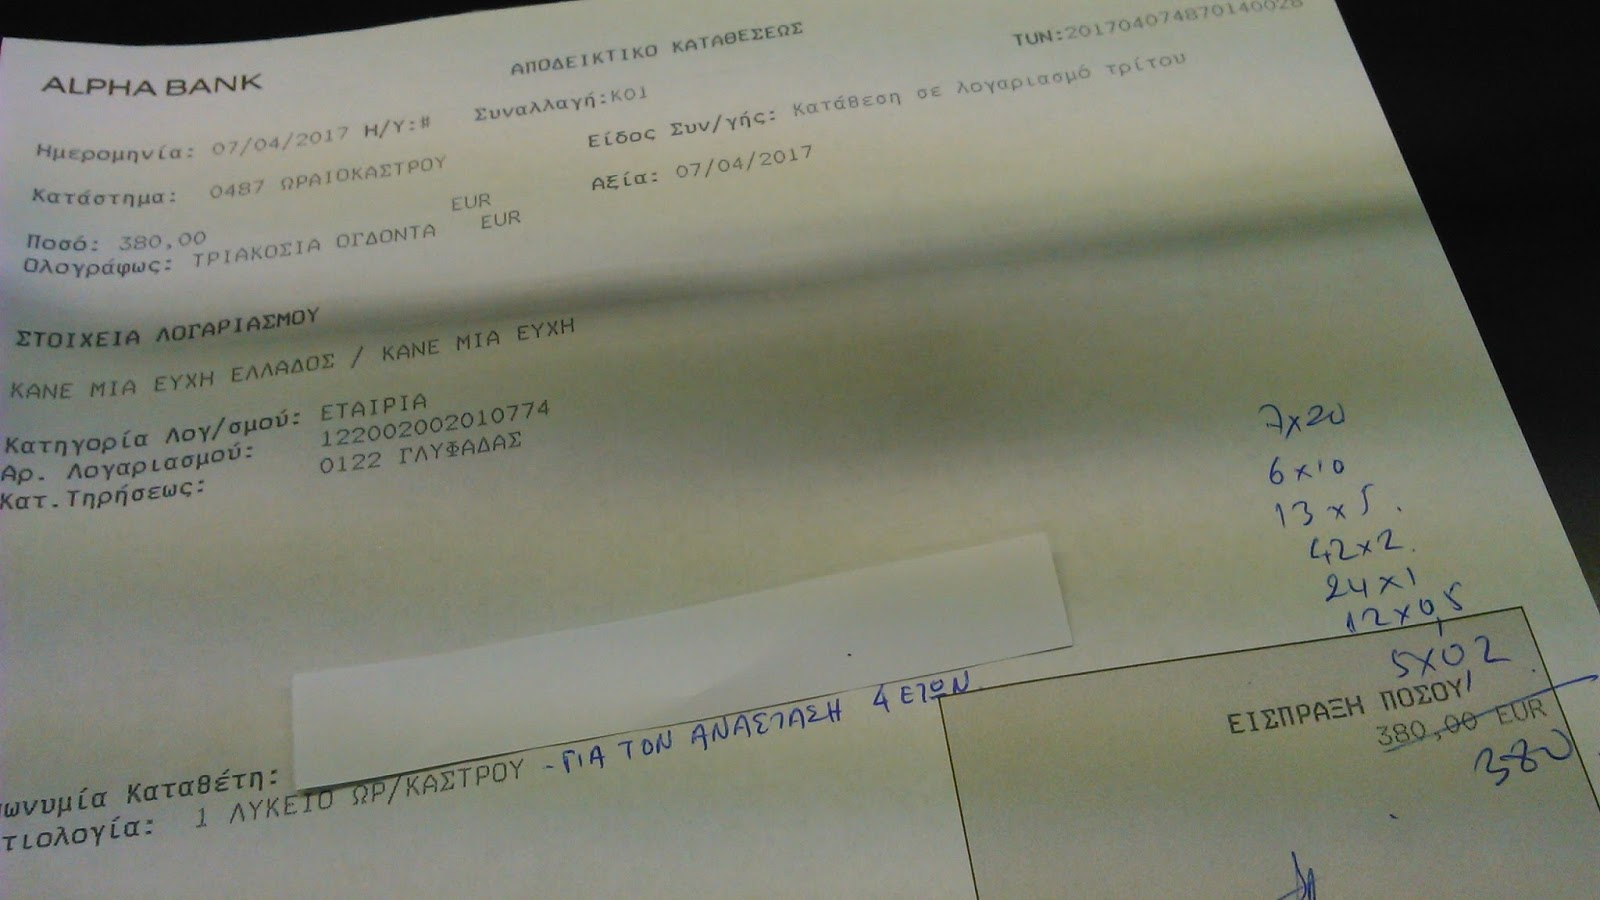 ALPHA BANK
ΑΠΟΔΕΙΚΤΙΚΟ ΚΑΤΑΘΕΣΕΩΣ
TUN:201704074870140028
Ημερομηνία: 07/04/2017 Η/Υ:# Συναλλαγή:Κ01
Είδος Συν/γής: Κατάθεση σε λογαριασμό τρίτου
Κατάστημα: 0487 ΩΡΑΙΟΚΑΣΤΡΟΥ
Αξία: 07/04/2017
Ποσό: 380,00 EUR
Ολογράφως: ΤΡΙΑΚΟΣΙΑ ΟΓΔΟΝΤΑ EUR
ΣΤΟΙΧΕΙΑ ΛΟΓΑΡΙΑΣΜΟΥ
ΚΑΝΕ ΜΙΑ ΕΥΧΗ ΕΛΛΑΔΟΣ / ΚΑΝΕ ΜΙΑ ΕΥΧΗ
Κατηγορία Λογ/σμού: ΕΤΑΙΡΙΑ
Αρ. Λογαριασμού: 122002002010774
Κατ.Τηρήσεως: 0122 ΓΛΥΦΑΔΑΣ
7x20
6x10
13x5
42x2
24x1
12x0,5
5x0,2
ΕΙΣΠΡΑΞΗ ΠΟΣΟΥ
380,00 EUR
380
ωνυμία Καταθέτη:
τιολογία: 1 ΛΥΚΕΙΟ ΩΡ/ΚΑΣΤΡΟΥ - ΓΙΑ ΤΟΝ ΑΝΑΣΤΑΣΗ 4 ΕΤΩΝ